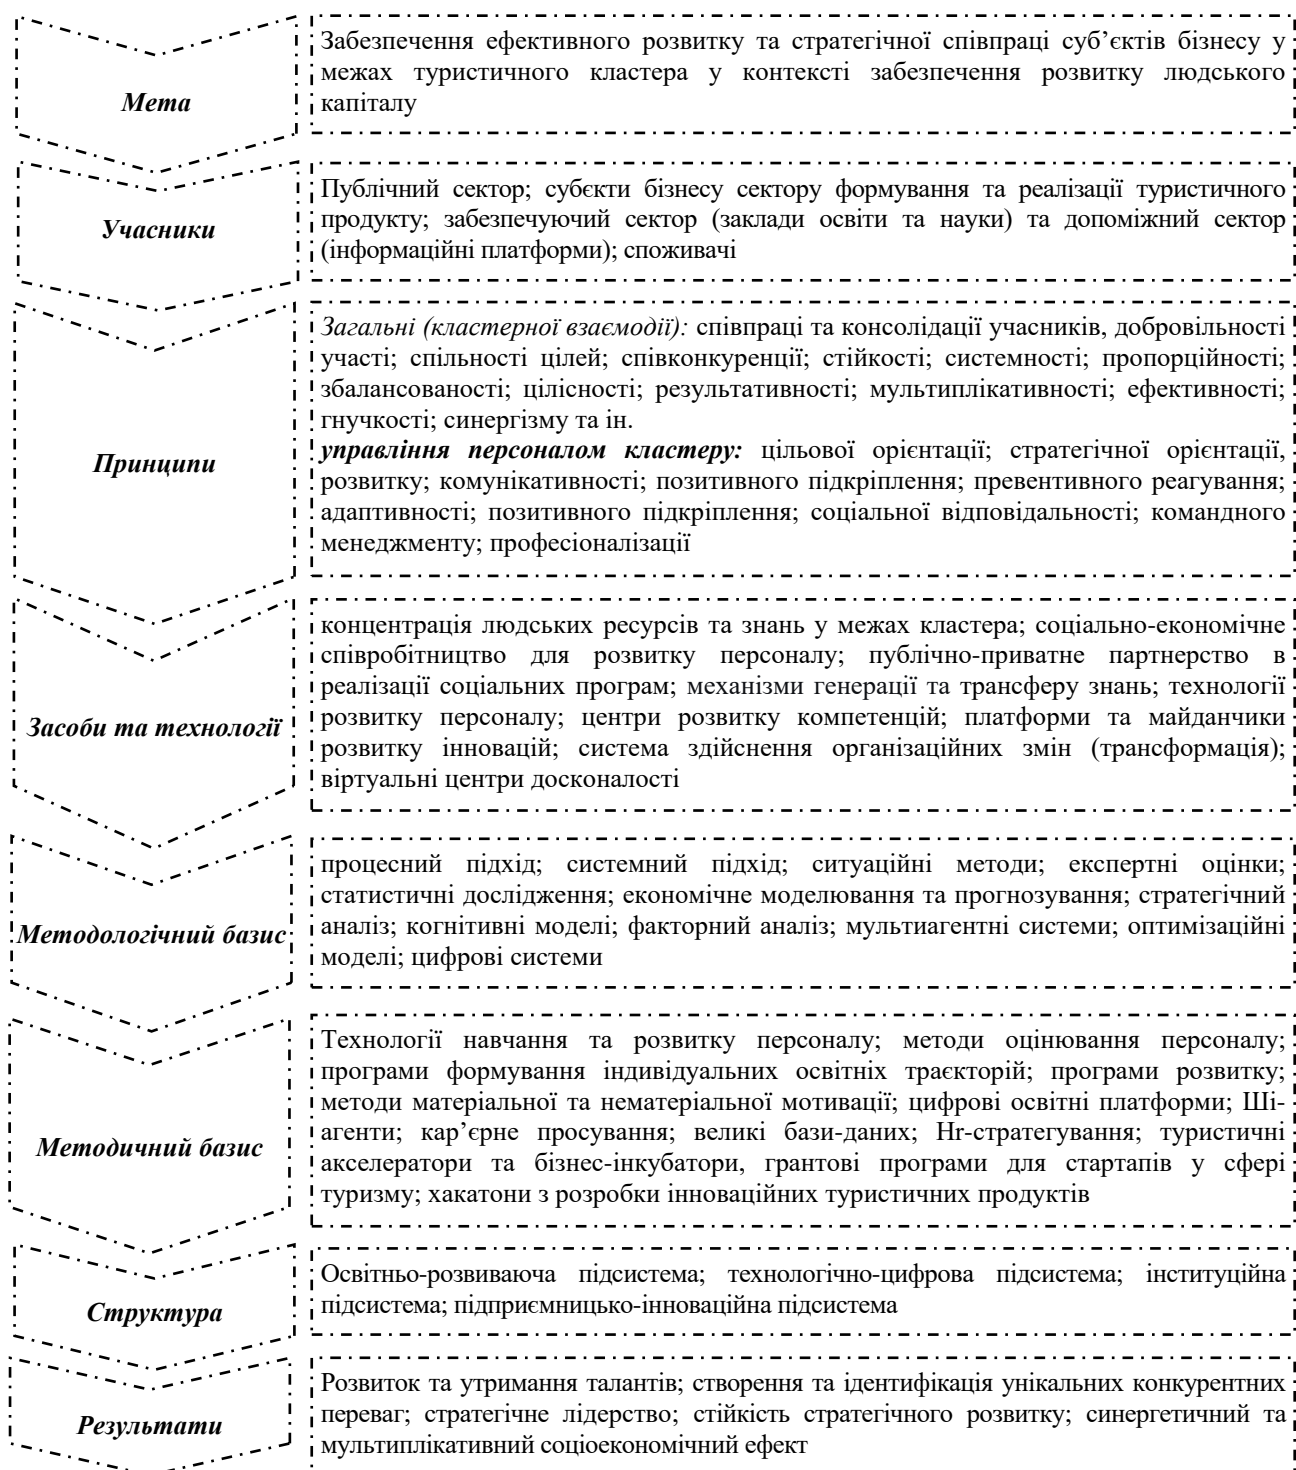 Мета
Забезпечення ефективного розвитку та стратегічної співпраці суб’єктів бізнесу у
межах туристичного кластера у контексті забезпечення розвитку людського
капіталу
Учасники
Публічний сектор; субєкти бізнесу сектору формування та реалізації туристичного
продукту; забезпечуючий сектор (заклади освіти та науки) та допоміжний сектор
(інформаційні платформи); споживачі
Принципи
Загальні (кластерної взаємодії): співпраці та консолідації учасників, добровільності
участі; спільності цілей; співконкуренції; стійкості; системності; пропорційності;
збалансованості; цілісності; результативності; мультиплікативності; ефективності;
гнучкості; синергізму та ін.
управління персоналом кластеру: цільової орієнтації; стратегічної орієнтації,
розвитку; комунікативності; позитивного підкріплення; превентивного реагування;
адаптивності; позитивного підкріплення; соціальної відповідальності; командного
менеджменту; професіоналізації
Засоби та технології
концентрація людських ресурсів та знань у межах кластера; соціально-економічне
співробітництво для розвитку персоналу; публічно-приватне партнерство в
реалізації соціальних програм; механізми генерації та трансферу знань; технології
розвитку персоналу; центри розвитку компетенцій; платформи та майданчики
розвитку інновацій; система здійснення організаційних змін (трансформація);
віртуальні центри досконалості
Методологічний базис
процесний підхід; системний підхід; ситуаційні методи; експертні оцінки;
статистичні дослідження; економічне моделювання та прогнозування; стратегічний
аналіз; когнітивні моделі; факторний аналіз; мультиагентні системи; оптимізаційні
моделі; цифрові системи
Методичний базис
Технології навчання та розвитку персоналу; методи оцінювання персоналу;
програми формування індивідуальних освітніх траєкторій; програми розвитку;
методи матеріальної та нематеріальної мотивації; цифрові освітні платформи; Ші-
агенти; кар’єрне просування; великі бази-даних; Hr-стратегування; туристичні
акселератори та бізнес-інкубатори, грантові програми для стартапів у сфері
туризму; хакатони з розробки інноваційних туристичних продуктів
Структура
Освітньо-розвиваюча підсистема; технологічно-цифрова підсистема; інституційна
підсистема; підприємницько-інноваційна підсистема
Результати
Розвиток та утримання талантів; створення та ідентифікація унікальних конкурентних
переваг; стратегічне лідерство; стійкість стратегічного розвитку; синергетичний та
мультиплікативний соціоекономічний ефект